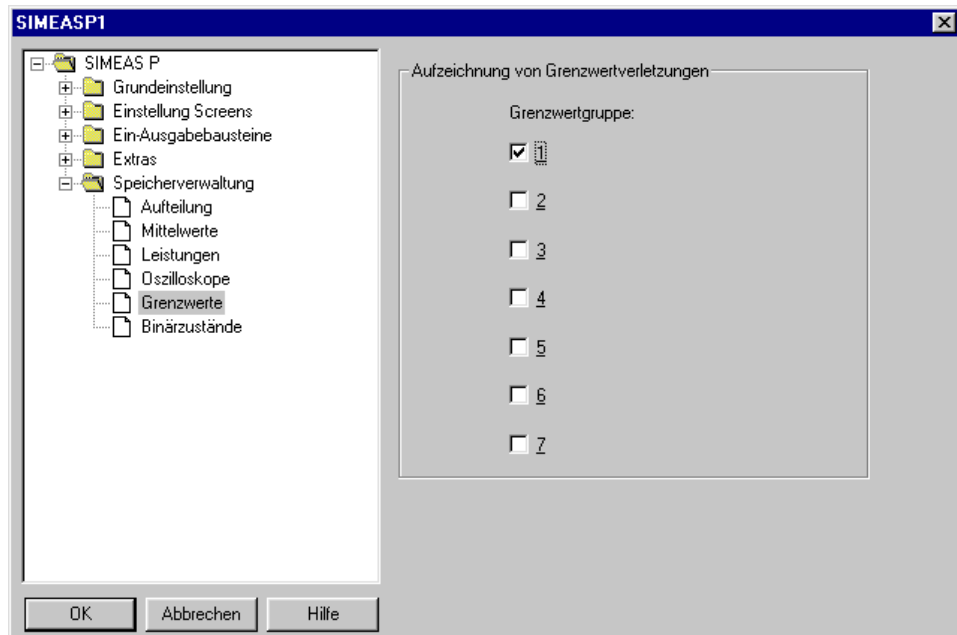 SIMEASP1
SIMEAS P
Grundeinstellung
Einstellung Screens
Ein-Ausgabebausteine
Extras
Speicherverwaltung
Aufteilung
Mittelwerte
Leistungen
Oszilloskope
Grenzwerte
Binärzustände
Aufzeichnung von Grenzwertverletzungen
Grenzwertgruppe:
1
2
3
4
5
6
7
OK Abbrechen Hilfe